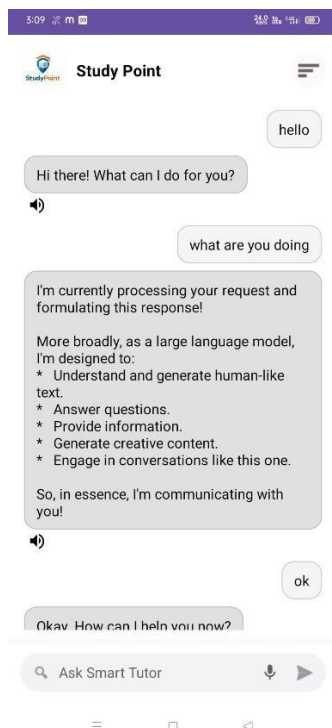 3:09
StudyPoint
Study Point
hello
Hi there! What can I do for you?
what are you doing
I'm currently processing your request and
formulating this response!
More broadly, as a large language model,
I'm designed to:
* Understand and generate human-like
text.
* Answer questions.
* Provide information.
* Generate creative content.
* Engage in conversations like this one.
So, in essence, I'm communicating with
you!
ok
Okay. How can I help you now?
Ask Smart Tutor